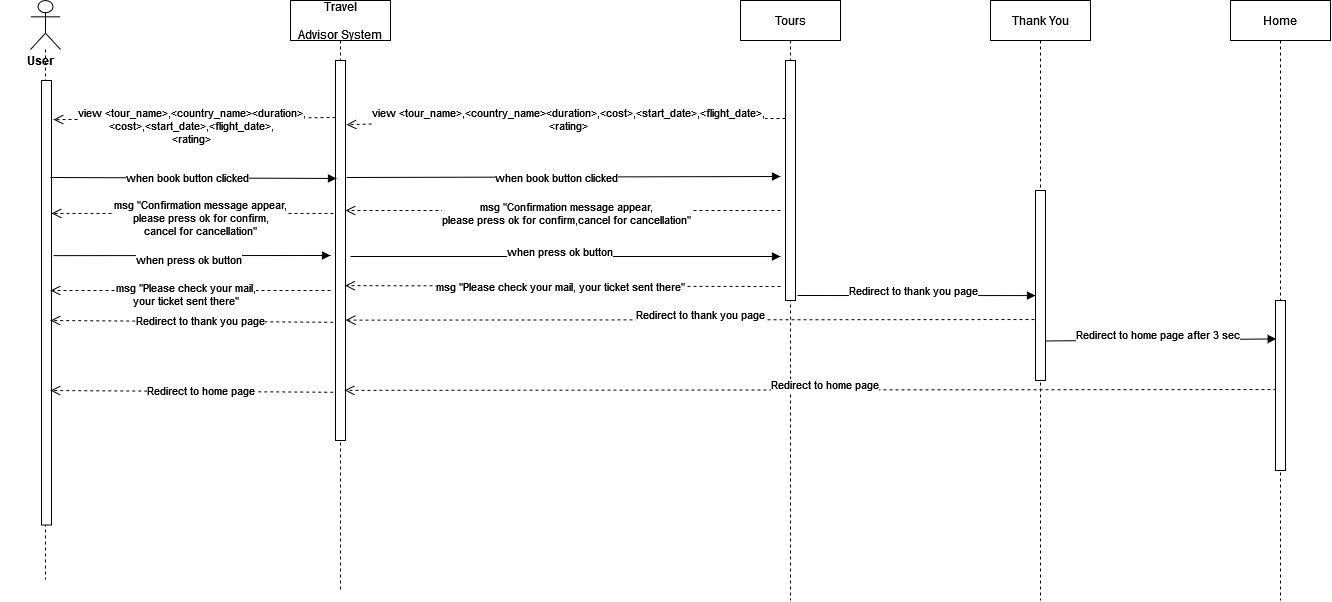 Travel
Advisor System
Tours
Thank You
Home
User
view <tour_name>,<country_name><duration>,
<cost>,<start_date>,<flight_date>,
<rating>
view <tour_name>,<country_name><duration>,<cost>,<start_date>,<flight_date>,
<rating>
when book button clicked
when book button clicked
msg "Confirmation message appear,
please press ok for confirm,
cancel for cancellation"
msg "Confirmation message appear,
please press ok for confirm,cancel for cancellation"
when press ok button
when press ok button
msg "Please check your mail,
your ticket sent there"
msg "Please check your mail, your ticket sent there"
Redirect to thank you page
Redirect to thank you page
Redirect to thank you page
Redirect to home page after 3 sec
Redirect to home page
Redirect to home page